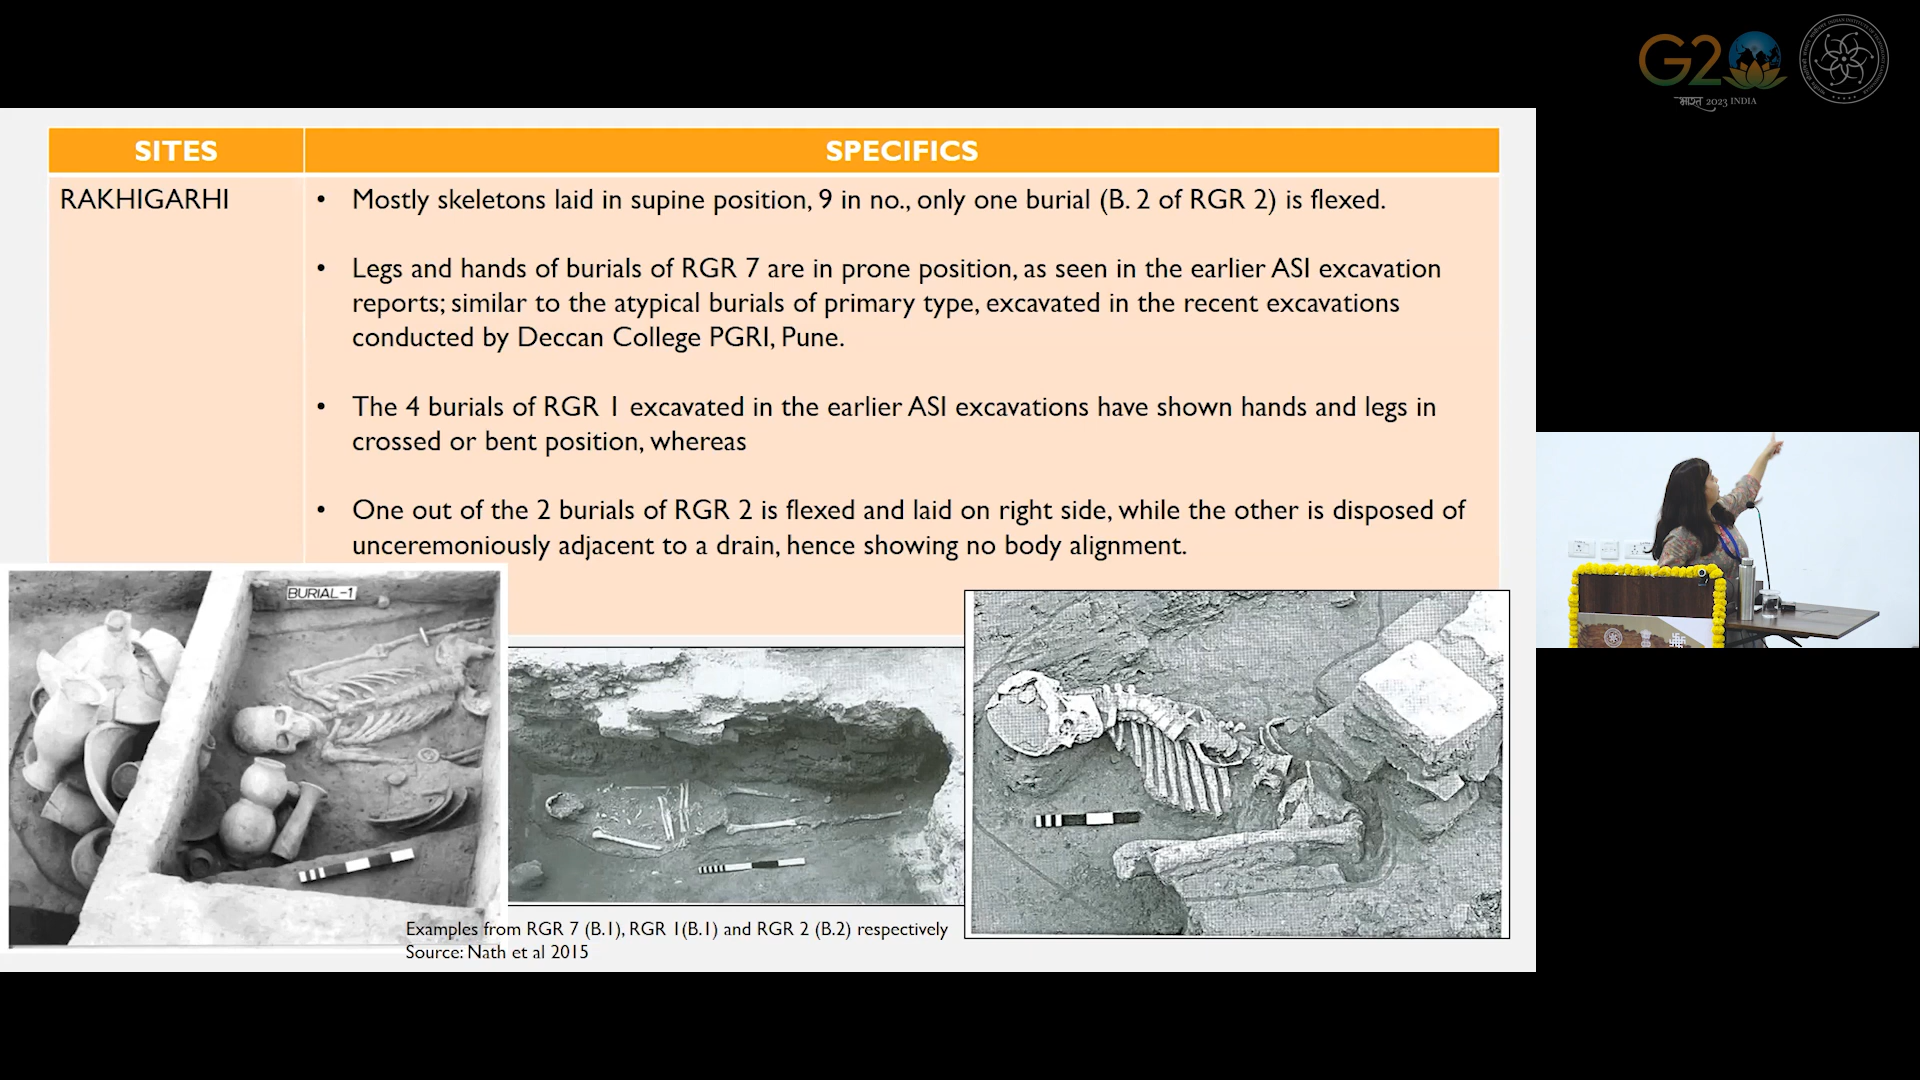 G20
भारत 2023 INDIA
SITES
SPECIFICS
RAKHIGARHI
• Mostly skeletons laid in supine position, 9 in no., only one burial (B. 2 of RGR 2) is flexed.
• Legs and hands of burials of RGR 7 are in prone position, as seen in the earlier ASI excavation
reports; similar to the atypical burials of primary type, excavated in the recent excavations
conducted by Deccan College PGRI, Pune.
• The 4 burials of RGR 1 excavated in the earlier ASI excavations have shown hands and legs in
crossed or bent position, whereas
• One out of the 2 burials of RGR 2 is flexed and laid on right side, while the other is disposed of
unceremoniously adjacent to a drain, hence showing no body alignment.
BURIAL-1
Examples from RGR 7 (B.1), RGR 1(B.1) and RGR 2 (B.2) respectively
Source: Nath et al 2015